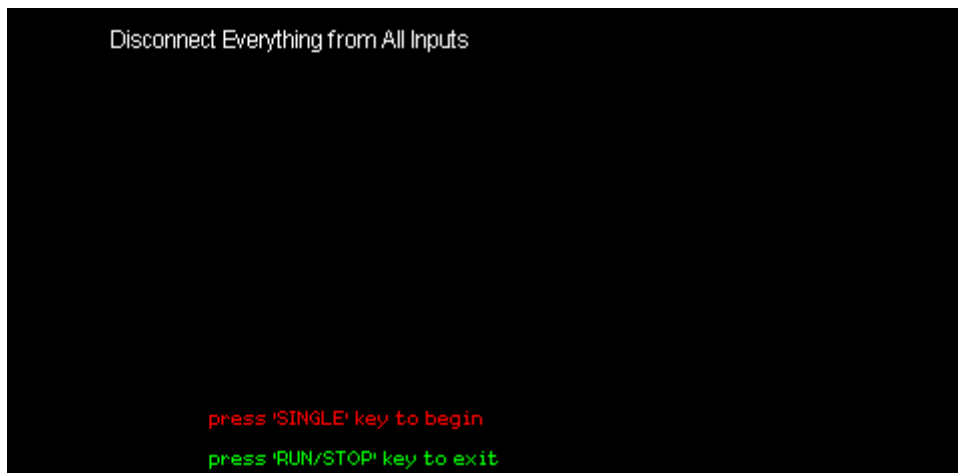 Disconnect Everything from All Inputs
press 'SINGLE' key to begin
press 'RUN/STOP' key to exit